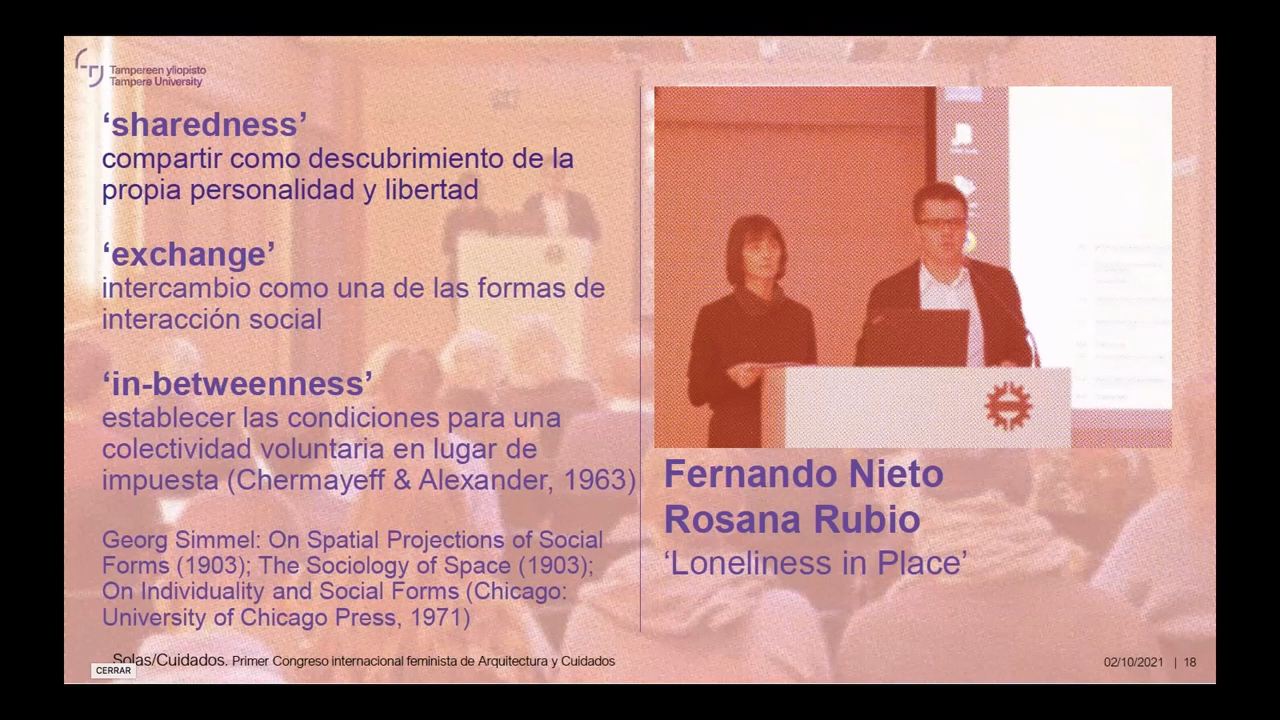 Tampereen yliopisto
Tampere University
‘sharedness’
compartir como descubrimiento de la
propia personalidad y libertad
‘exchange’
intercambio como una de las formas de
interacción social
‘in-betweenness’
establecer las condiciones para una
colectividad voluntaria en lugar de
impuesta (Chermayeff & Alexander, 1963)
Georg Simmel: On Spatial Projections of Social
Forms (1903); The Sociology of Space (1903);
On Individuality and Social Forms (Chicago:
University of Chicago Press, 1971)
Fernando Nieto
Rosana Rubio
‘Loneliness in Place’
Solas/Cuidados. Primer Congreso internacional feminista de Arquitectura y Cuidados
CERRAR
02/10/2021 | 18